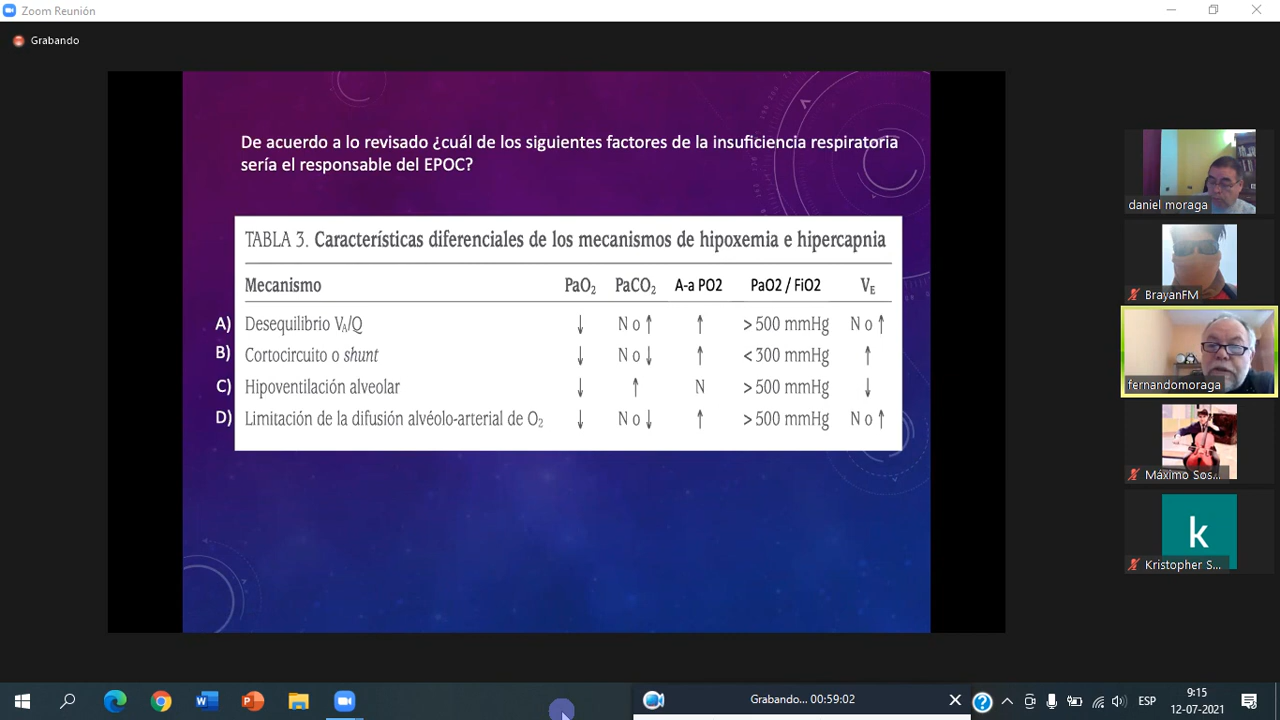 Zoom Reunión
Grabando
De acuerdo a lo revisado ¿cuál de los siguientes factores de la insuficiencia respiratoria
sería el responsable del EPOC?
TABLA 3. Características diferenciales de los mecanismos de hipoxemia e hipercapnia
Mecanismo PaO₂ PaCO₂ A-a PO2 PaO2 / FiO2 V_E
A) Desequilibrio V_A/Q ↓ N o ↑ ↑ > 500 mmHg N o ↑
B) Cortocircuito o shunt ↓ N o ↓ ↑ < 300 mmHg ↑
C) Hipoventilación alveolar ↓ ↑ N > 500 mmHg ↓
D) Limitación de la difusión alvéolo-arterial de O₂ ↓ N o ↓ ↑ > 500 mmHg N o ↑
daniel moraga
BrayanFM
fernandomoraga
Máximo Sos...
k
Kristopher S...
Grabando... 00:59:02
ESP
9:15
12-07-2021